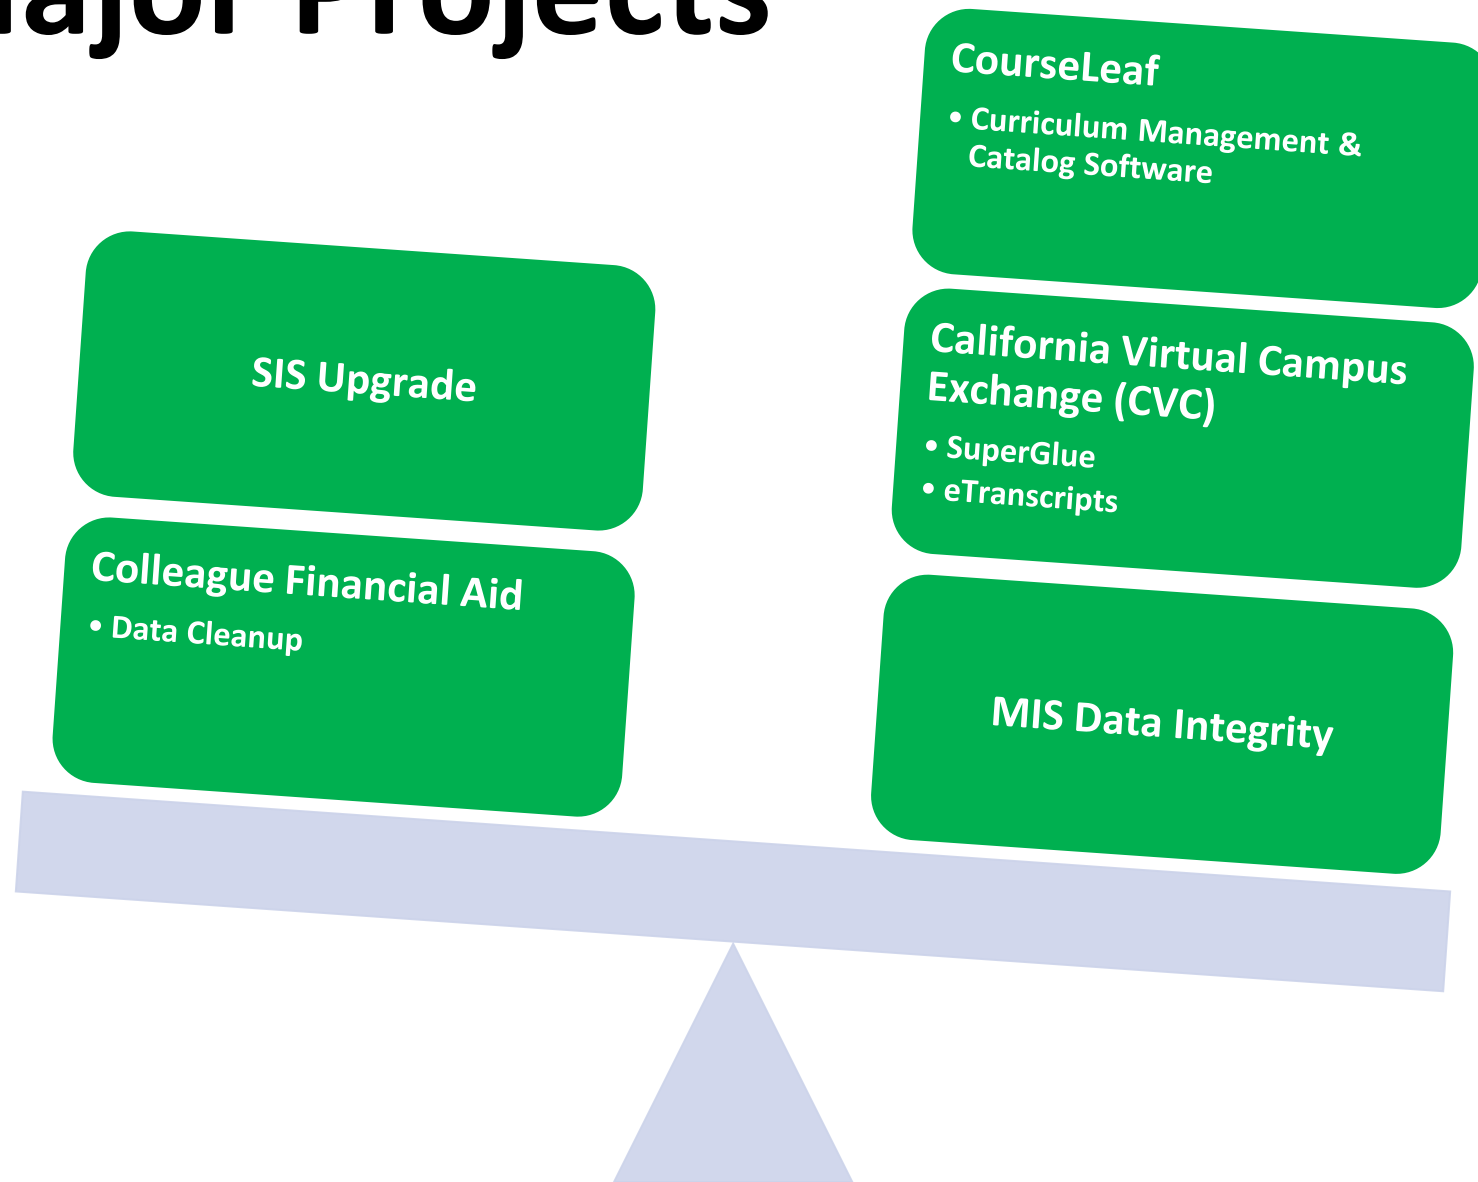 Major Projects
SIS Upgrade
Colleague Financial Aid
• Data Cleanup
CourseLeaf
• Curriculum Management &
Catalog Software
California Virtual Campus
Exchange (CVC)
• SuperGlue
• eTranscripts
MIS Data Integrity